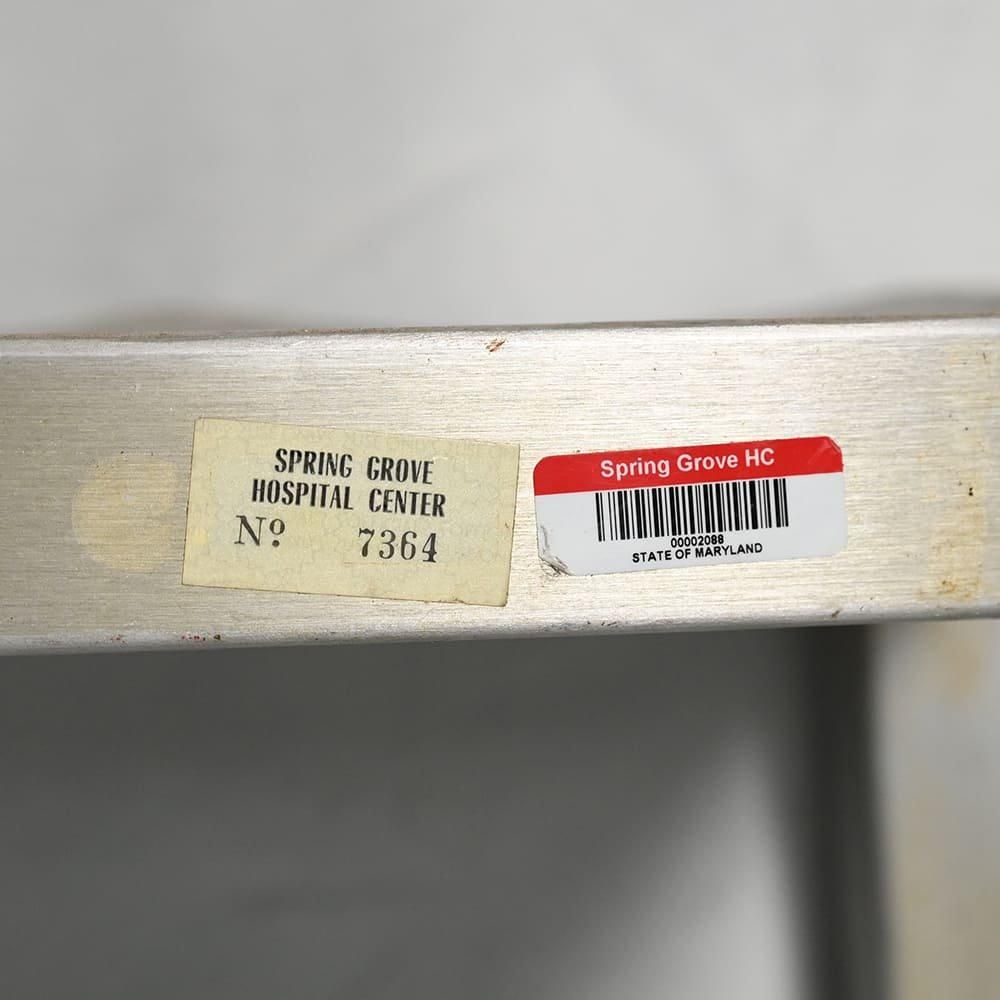 SPRING GROVE
HOSPITAL CENTER
Nº 7364
Spring Grove HC
00002088
STATE OF MARYLAND